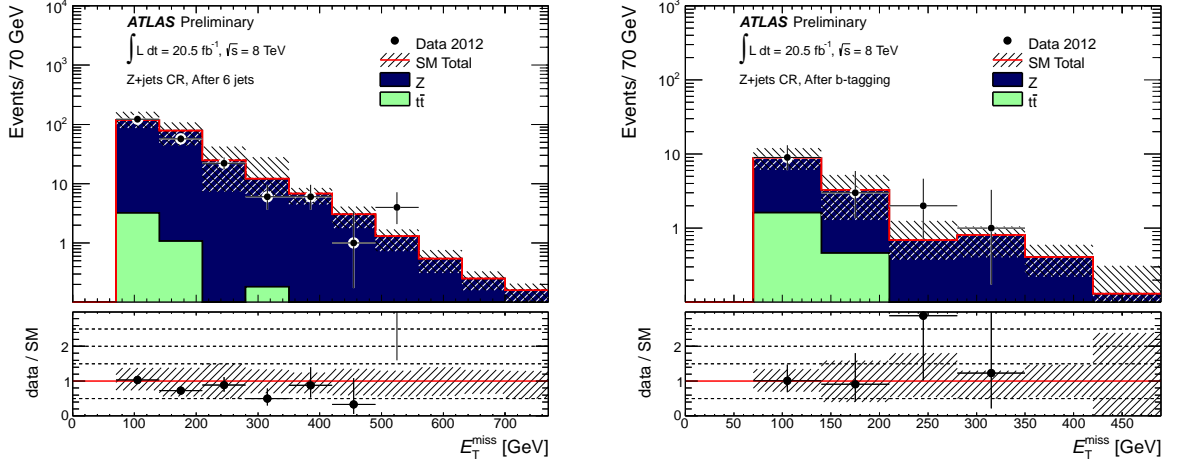 ATLAS Preliminary
∫ L dt = 20.5 fb⁻¹, √s = 8 TeV
Z+jets CR, After 6 jets
Data 2012
SM Total
Z
tt̄
Events/ 70 GeV
10⁴
10³
10²
10
1
data / SM
2
1
0
0 100 200 300 400 500 600 700
E_T^miss [GeV]
ATLAS Preliminary
∫ L dt = 20.5 fb⁻¹, √s = 8 TeV
Z+jets CR, After b-tagging
Data 2012
SM Total
Z
tt̄
Events/ 70 GeV
10³
10²
10
1
data / SM
2
1
0
0 50 100 150 200 250 300 350 400 450
E_T^miss [GeV]